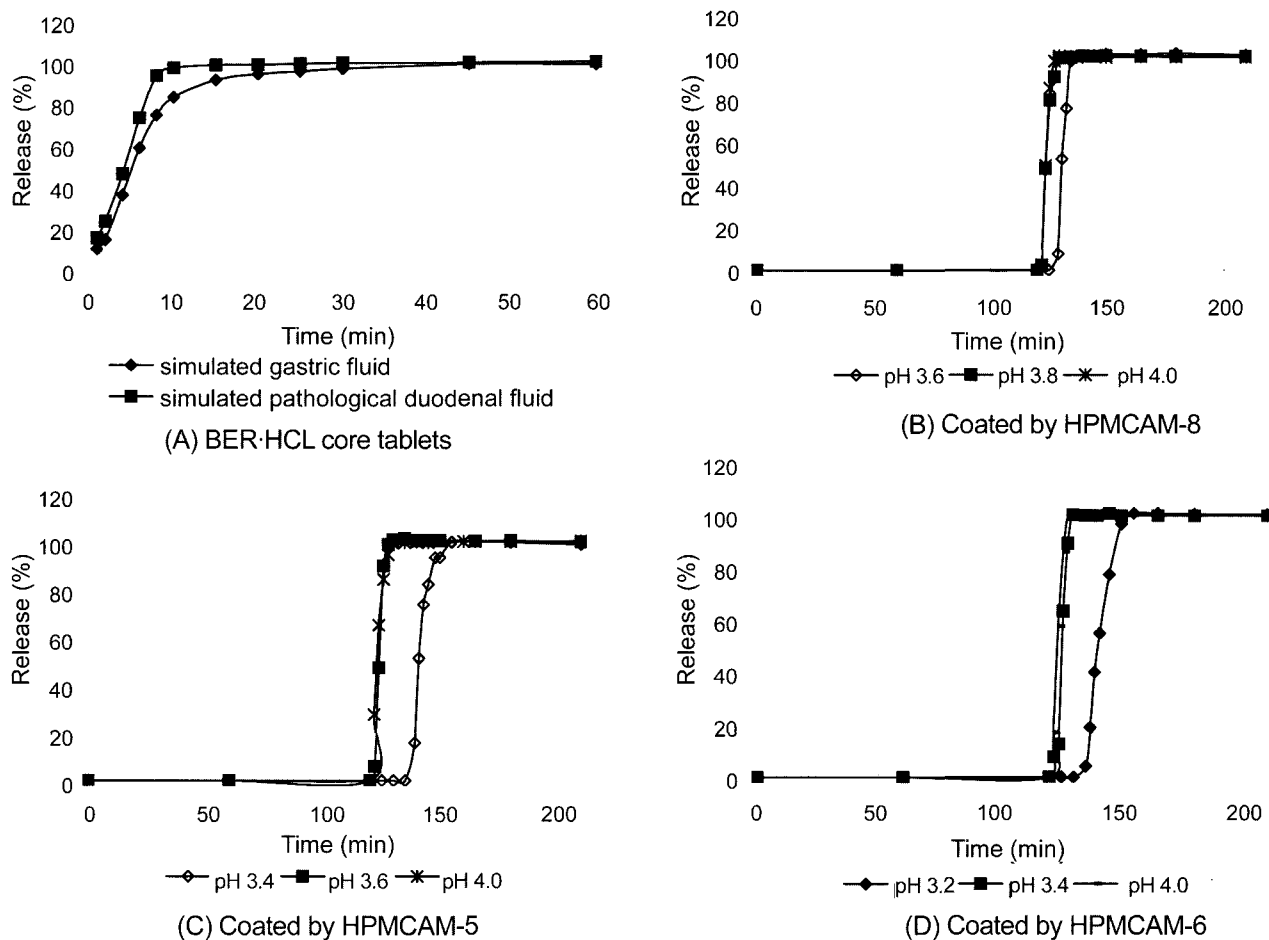 120
100
80
60
40
20
0
Release (%)
0 10 20 30 40 50 60
Time (min)
simulated gastric fluid
simulated pathological duodenal fluid
(A) BER·HCL core tablets
120
100
80
60
40
20
0
Release (%)
0 50 100 150 200
Time (min)
pH 3.6 pH 3.8 pH 4.0
(B) Coated by HPMCAM-8
120
100
80
60
40
20
0
Release (%)
0 50 100 150 200
Time (min)
pH 3.4 pH 3.6 pH 4.0
(C) Coated by HPMCAM-5
120
100
80
60
40
20
0
Release (%)
0 50 100 150 200
Time (min)
pH 3.2 pH 3.4 pH 4.0
(D) Coated by HPMCAM-6